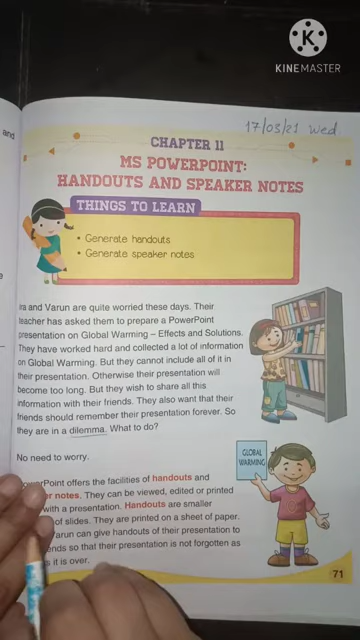 KINEMASTER
and
17/03/21 Wed
CHAPTER 11
MS POWERPOINT:
HANDOUTS AND SPEAKER NOTES
THINGS TO LEARN
• Generate handouts
• Generate speaker notes
Ira and Varun are quite worried these days. Their
teacher has asked them to prepare a PowerPoint
presentation on Global Warming – Effects and Solutions.
They have worked hard and collected a lot of information
on Global Warming. But they cannot include all of it in
their presentation. Otherwise their presentation will
become too long. But they wish to share all this
information with their friends. They also want that their
friends should remember their presentation forever. So
they are in a dilemma. What to do?
GLOBAL
WARMING
No need to worry.
PowerPoint offers the facilities of handouts and
notes. They can be viewed, edited or printed
with a presentation. Handouts are smaller
of slides. They are printed on a sheet of paper.
Varun can give handouts of their presentation to
so that their presentation is not forgotten as
it is over.
71